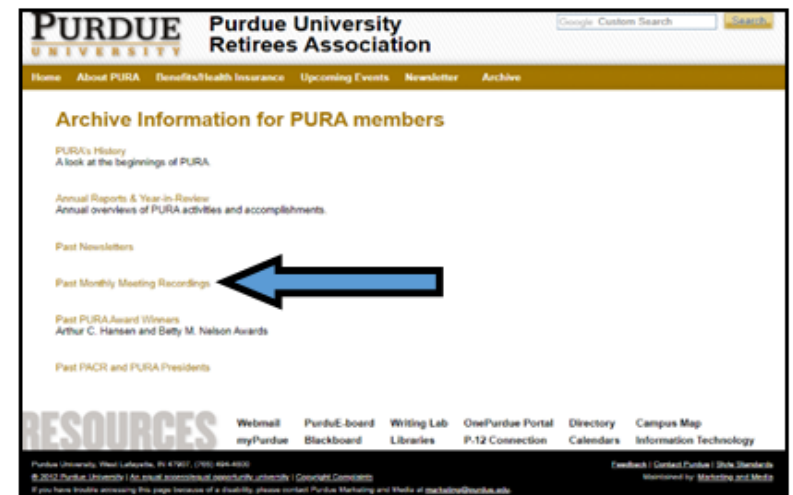 PURDUE
UNIVERSITY
Purdue University
Retirees Association
Google Custom Search
Search
Home About PURA Benefits/Health Insurance Upcoming Events Newsletter Archive
Archive Information for PURA members
PURA's History
A look at the beginnings of PURA.
Annual Reports & Year-in-Review
Annual overviews of PURA activities and accomplishments.
Past Newsletters
Past Monthly Meeting Recordings
Past PURA Award Winners
Arthur C. Hansen and Betty M. Nelson Awards
Past PACR and PURA Presidents
RESOURCES
Webmail PurduE-board Writing Lab OnePurdue Portal Directory Campus Map
myPurdue Blackboard Libraries P-12 Connection Calendars Information Technology
Purdue University, West Lafayette, IN 47907, (765) 494-4600
© 2012 Purdue University | An equal access/equal opportunity university | Copyright Complaints
If you have trouble accessing this page because of a disability, please contact Purdue Marketing and Media at marketing@purdue.edu.
Feedback | Contact Purdue | Style Standards
Maintained by: Marketing and Media